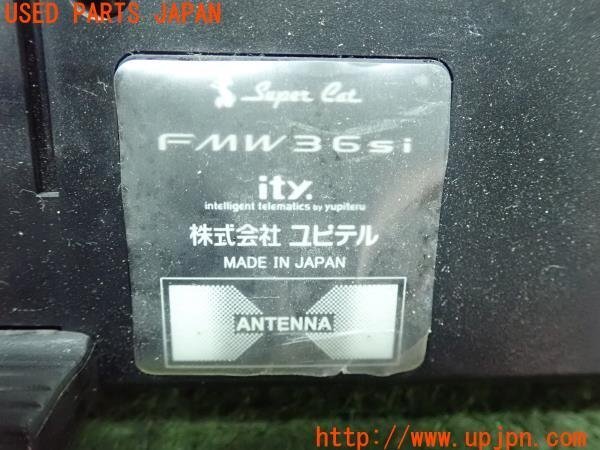 USED PARTS JAPAN
Super Cat
FMW36si
ity.
intelligent telematics by yupiteru
株式会社 ユピテル
MADE IN JAPAN
ANTENNA
http://www.upjpn.com